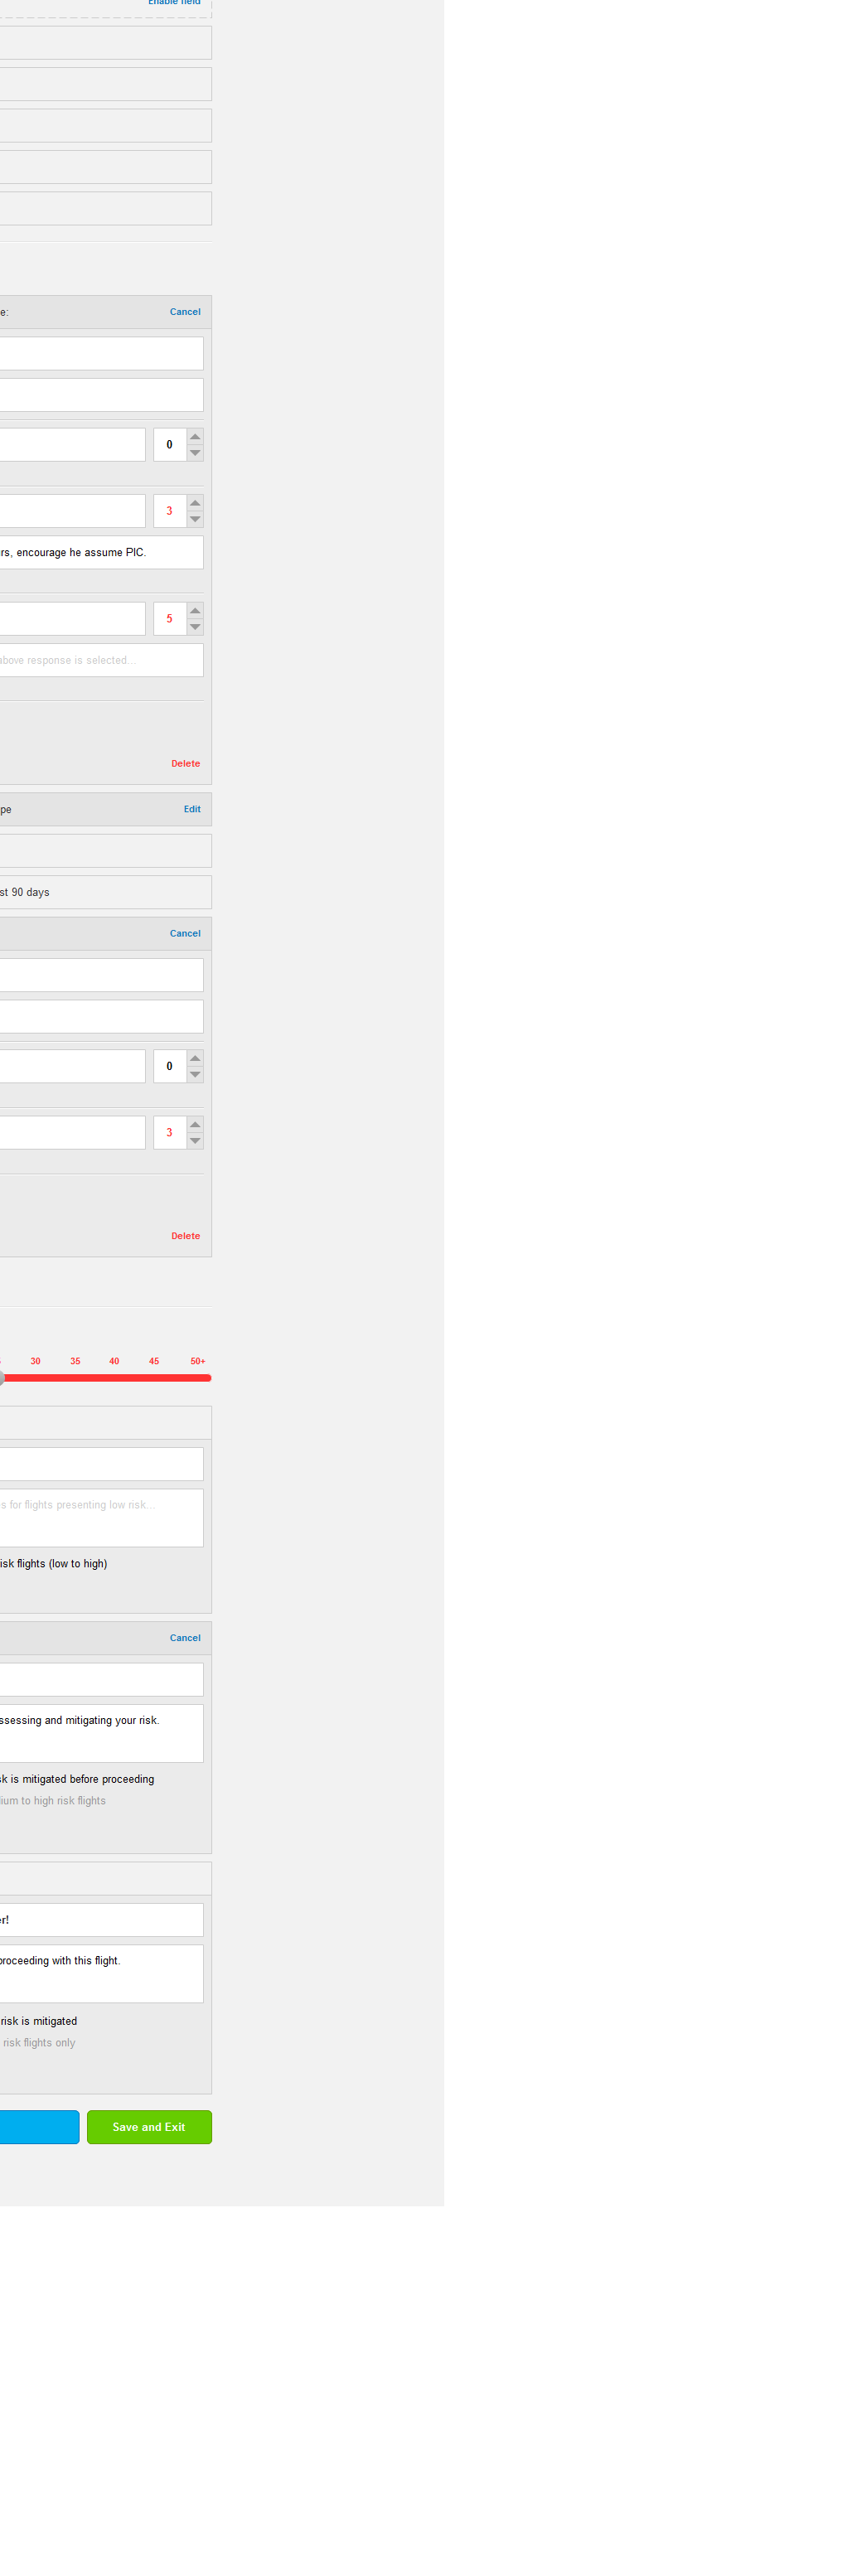 Enable field
e:
Cancel
0
3
rs, encourage he assume PIC.
5
above response is selected...
Delete
pe
Edit
st 90 days
Cancel
0
3
Delete
30 35 40 45 50+
s for flights presenting low risk...
isk flights (low to high)
Cancel
ssessing and mitigating your risk.
sk is mitigated before proceeding
ium to high risk flights
er!
proceeding with this flight.
risk is mitigated
risk flights only
Save and Exit